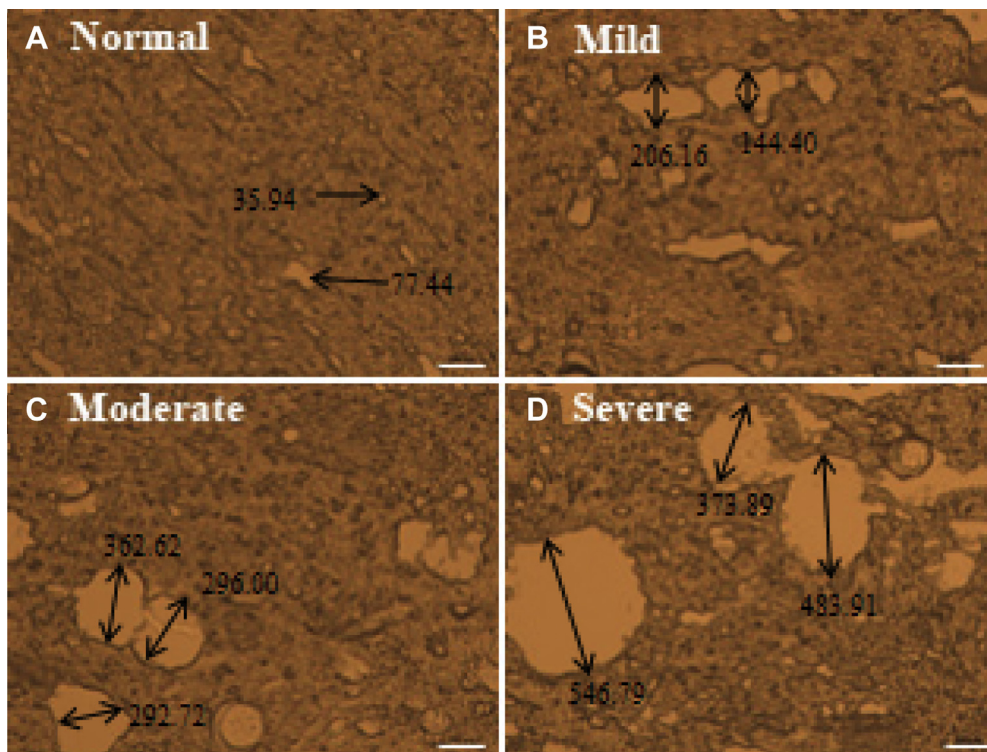 A Normal
35.94
77.44
B Mild
206.16
144.40
C Moderate
362.62
296.00
292.72
D Severe
373.89
483.91
546.79